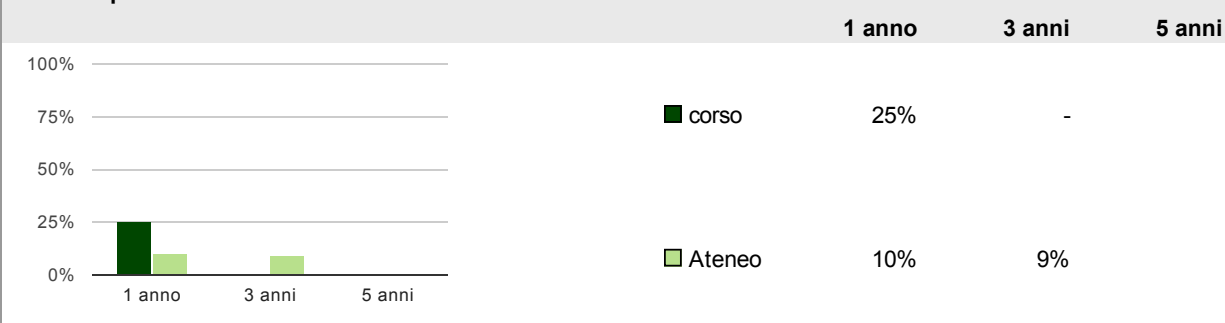 1 anno 3 anni 5 anni
100%
75%
50%
25%
0%
1 anno 3 anni 5 anni
corso 25% -
Ateneo 10% 9%